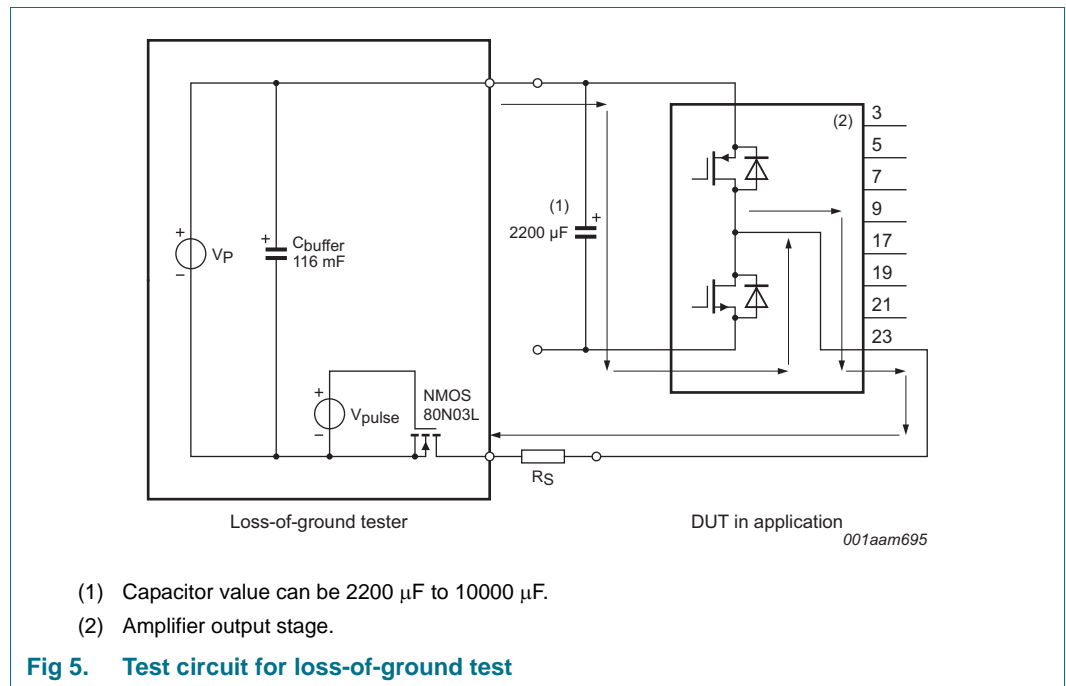 (2)
3
5
7
9
17
19
21
23
(1)
2200 μF
+
+
−
VP
+
Cbuffer
116 mF
+
−
Vpulse
NMOS
80N03L
RS
Loss-of-ground tester
DUT in application
001aam695
(1) Capacitor value can be 2200 μF to 10000 μF.
(2) Amplifier output stage.
Fig 5. Test circuit for loss-of-ground test